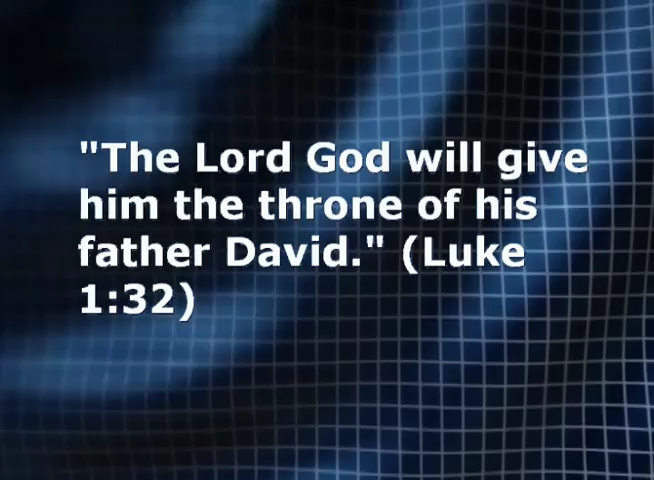 "The Lord God will give
him the throne of his
father David." (Luke
1:32)